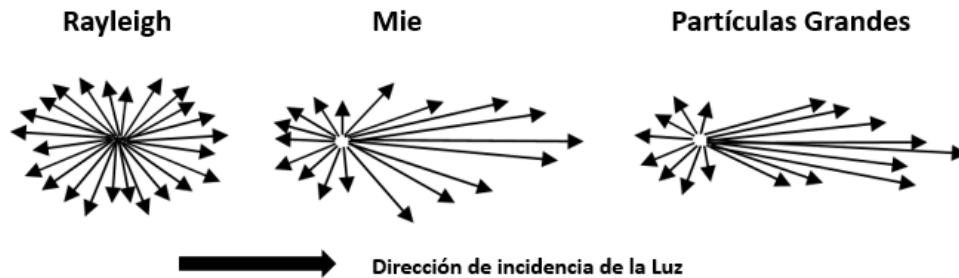 Rayleigh
Mie
Partículas Grandes
Dirección de incidencia de la Luz